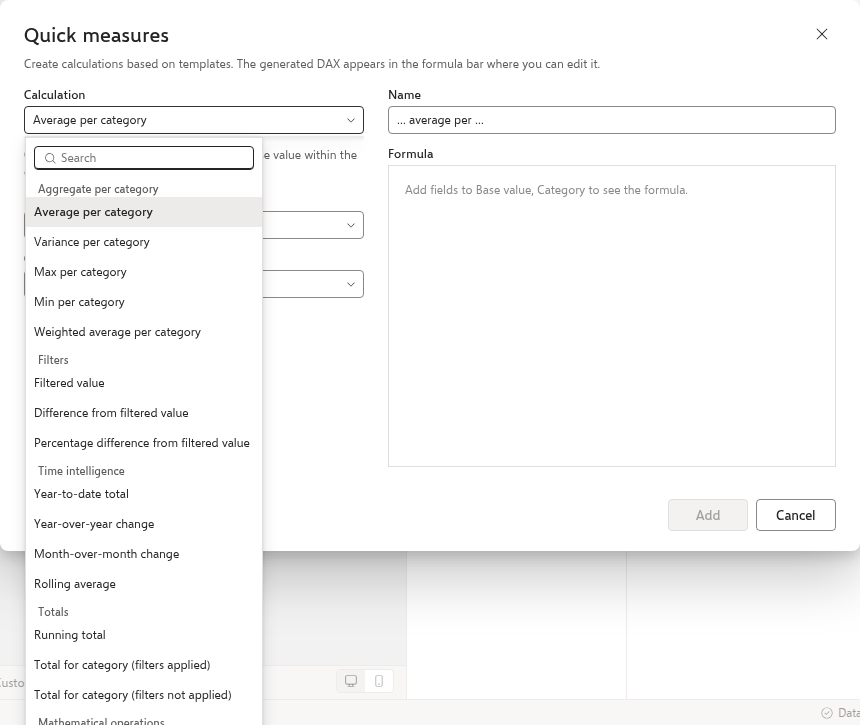 Quick measures
Create calculations based on templates. The generated DAX appears in the formula bar where you can edit it.
Calculation
Average per category
Search
Aggregate per category
Average per category
Variance per category
Max per category
Min per category
Weighted average per category
Filters
Filtered value
Difference from filtered value
Percentage difference from filtered value
Time intelligence
Year-to-date total
Year-over-year change
Month-over-month change
Rolling average
Totals
Running total
Total for category (filters applied)
Total for category (filters not applied)
Mathematical operations
value within the
Name
... average per ...
Formula
Add fields to Base value, Category to see the formula.
Add
Cancel
Data